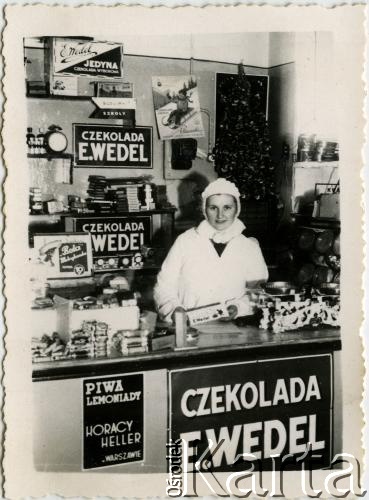 E. Wedel
JEDYNA
CZEKOLADA WYBOROWA
SZKOŁY
CZEKOLADA
E.WEDEL
CZEKOLADA
E.WEDEL
PIWA
LEMONIADY
HORACY
HELLER
W WARSZAWIE
CZEKOLADA
E.WEDEL
ośrodek
Karta